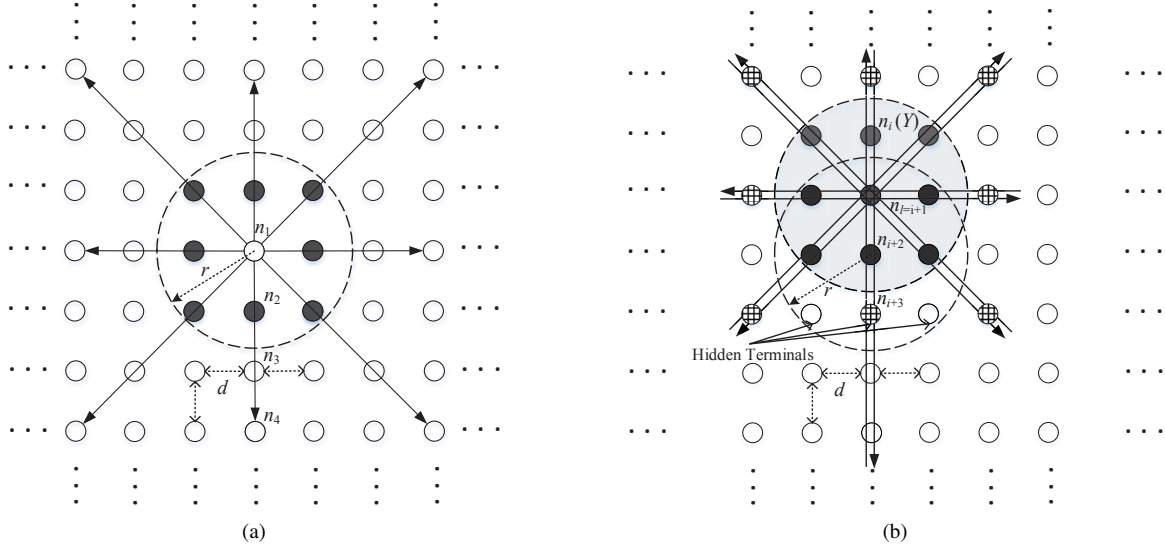 n₁
r
n₂
n₃
d
n₄
(a)
nᵢ(Y)
nₗ₌ᵢ₊₁
nᵢ₊₂
r
nᵢ₊₃
Hidden Terminals
d
(b)